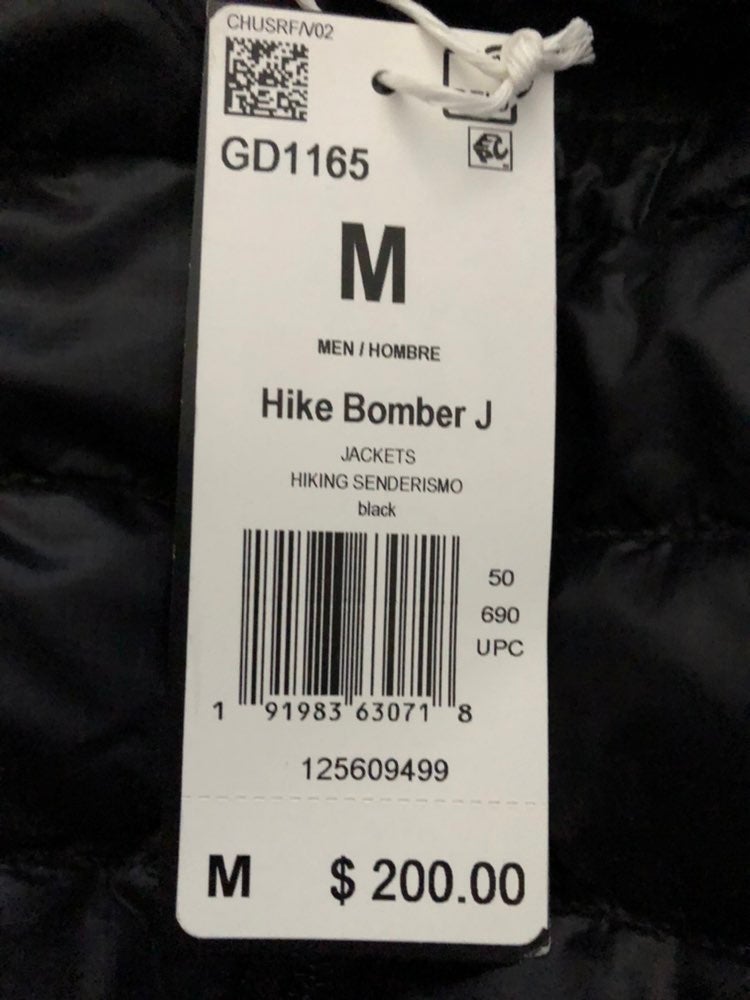 CHUSRF/V02
GD1165
M
MEN / HOMBRE
Hike Bomber J
JACKETS
HIKING SENDERISMO
black
50
690
UPC
1 91983 63071 8
125609499
M $ 200.00